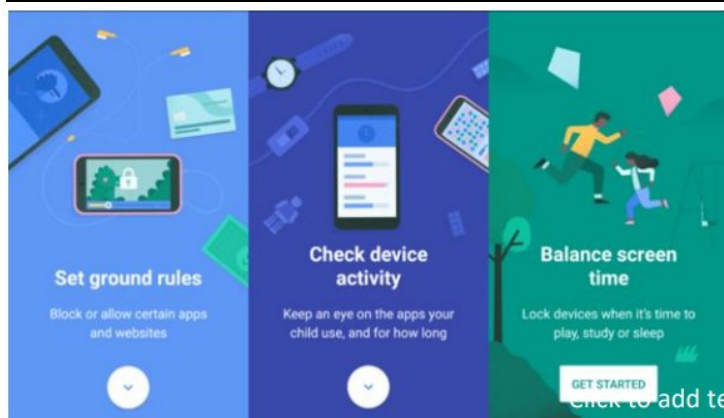 Set ground rules
Block or allow certain apps
and websites
Check device
activity
Keep an eye on the apps your
child use, and for how long
Balance screen
time
Lock devices when it's time to
play, study or sleep
GET STARTED
Click to add te